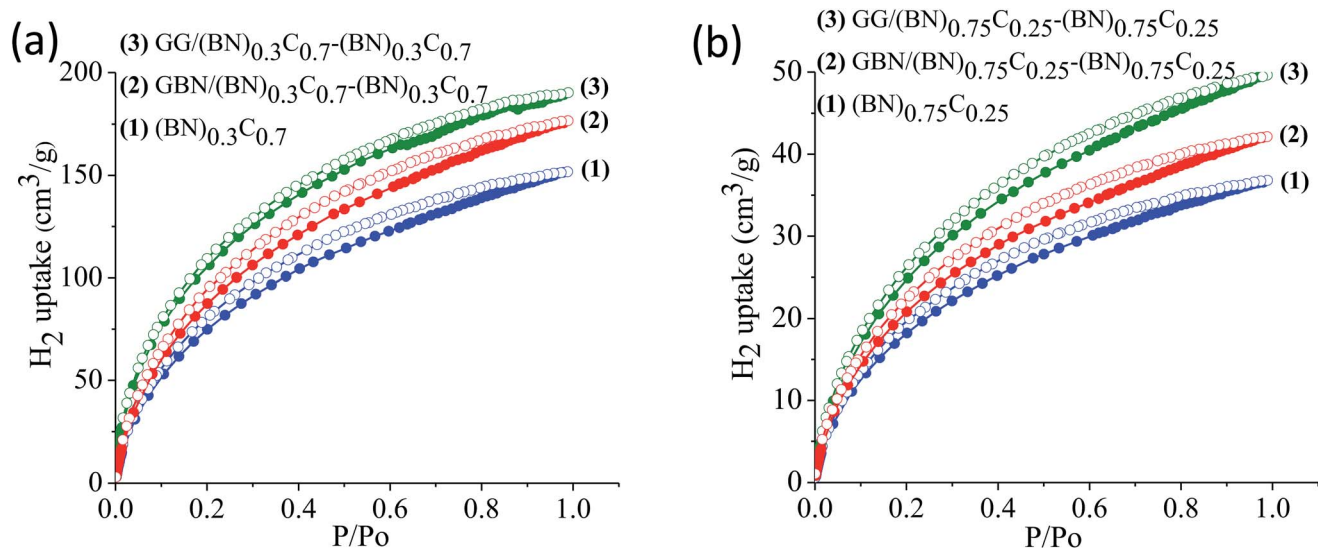 (a)
(3) GG/(BN)0.3C0.7-(BN)0.3C0.7
(2) GBN/(BN)0.3C0.7-(BN)0.3C0.7
(1) (BN)0.3C0.7
200
150
100
50
0
H2 uptake (cm³/g)
(3)
(2)
(1)
0.0 0.2 0.4 0.6 0.8 1.0
P/Po
(b)
(3) GG/(BN)0.75C0.25-(BN)0.75C0.25
(2) GBN/(BN)0.75C0.25-(BN)0.75C0.25
(1) (BN)0.75C0.25
50
40
30
20
10
0
H2 uptake (cm³/g)
(3)
(2)
(1)
0.0 0.2 0.4 0.6 0.8 1.0
P/Po